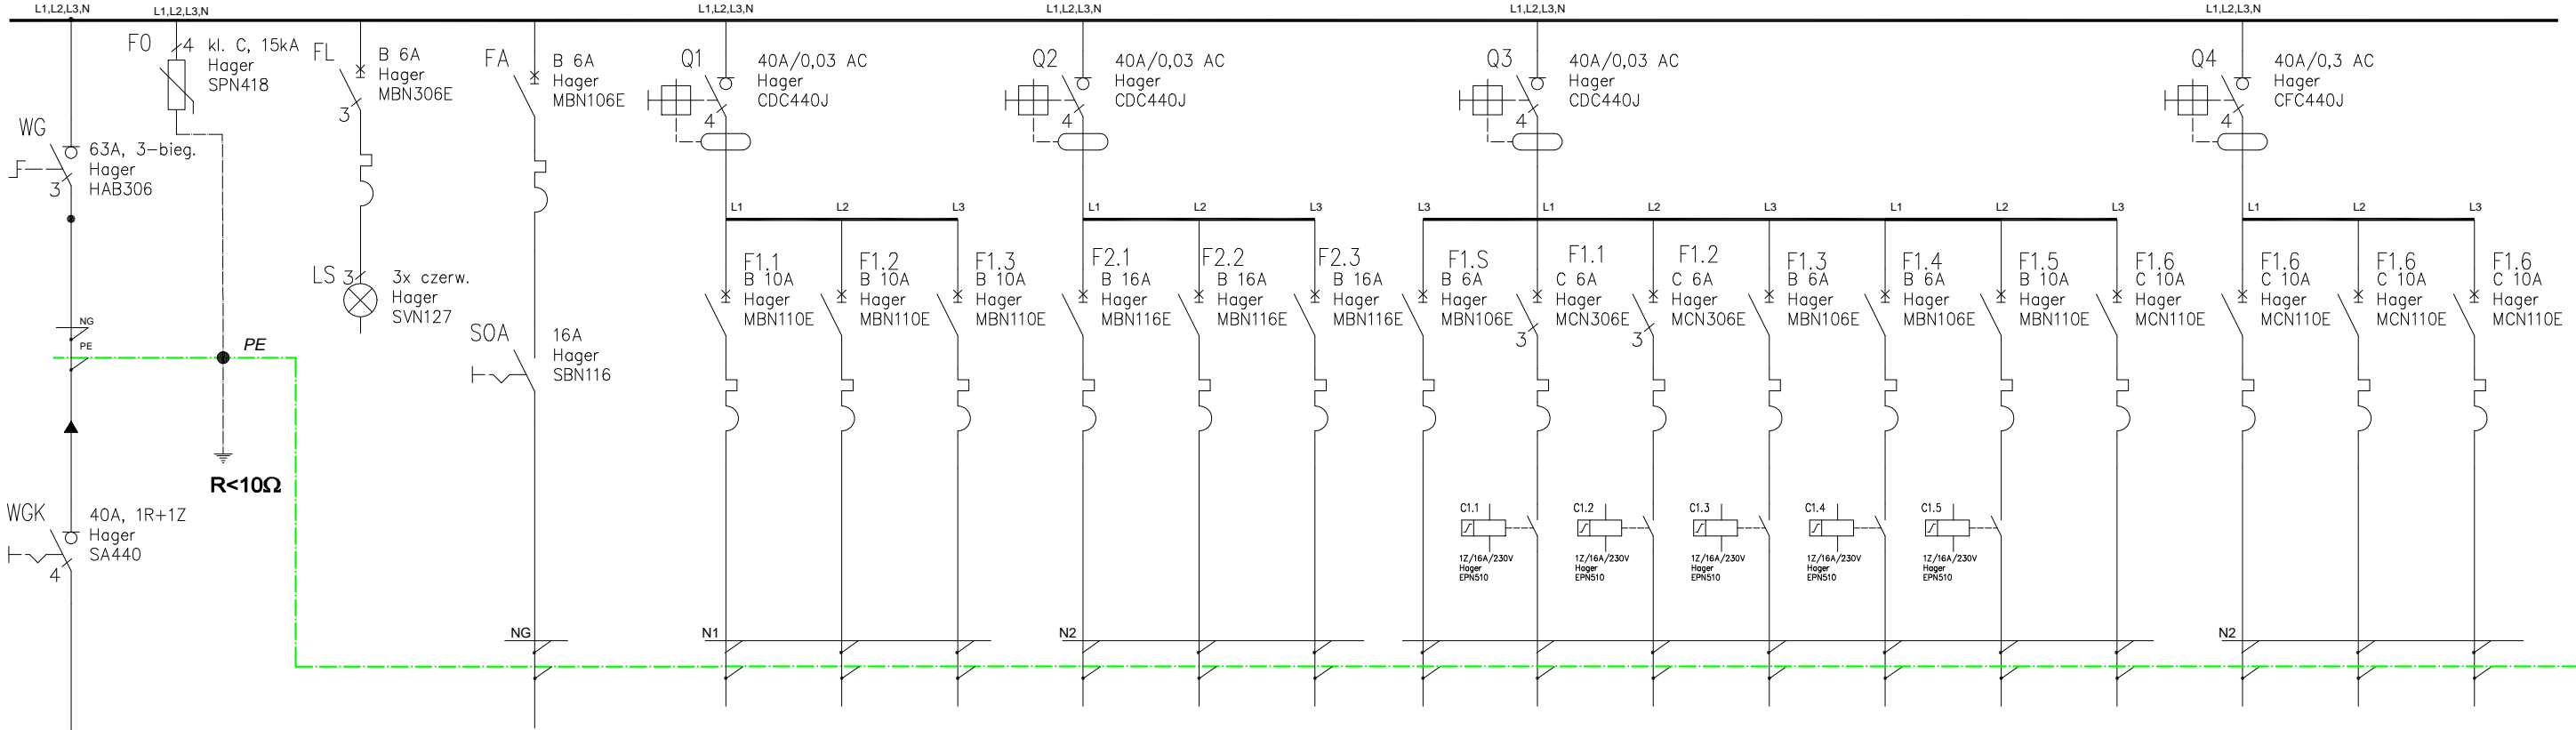 L1,L2,L3,N
L1,L2,L3,N
L1,L2,L3,N
L1,L2,L3,N
L1,L2,L3,N
L1,L2,L3,N
WG
63A, 3-bieg.
Hager
HAB306
3
NG
PE
WGK
40A, 1R+1Z
Hager
SA440
4
FO
4
kl. C, 15kA
Hager
SPN418
PE
R<10Ω
FL
B 6A
Hager
MBN306E
3
LS
3
3x czerw.
Hager
SVN127
FA
B 6A
Hager
MBN106E
SOA
16A
Hager
SBN116
NG
Q1
40A/0,03 AC
Hager
CDC440J
4
L1
L2
L3
F1.1
B 10A
Hager
MBN110E
F1.2
B 10A
Hager
MBN110E
F1.3
B 10A
Hager
MBN110E
N1
Q2
40A/0,03 AC
Hager
CDC440J
4
L1
L2
L3
F2.1
B 16A
Hager
MBN116E
F2.2
B 16A
Hager
MBN116E
F2.3
B 16A
Hager
MBN116E
N2
Q3
40A/0,03 AC
Hager
CDC440J
4
L3
L1
L2
L3
L1
L2
L3
F1.S
B 6A
Hager
MBN106E
F1.1
C 6A
Hager
MCN306E
3
F1.2
C 6A
Hager
MCN306E
3
F1.3
B 6A
Hager
MBN106E
F1.4
B 6A
Hager
MBN106E
F1.5
B 10A
Hager
MBN110E
F1.6
C 10A
Hager
MCN110E
C1.1
1Z/16A/230V
Hager
EPN510
C1.2
1Z/16A/230V
Hager
EPN510
C1.3
1Z/16A/230V
Hager
EPN510
C1.4
1Z/16A/230V
Hager
EPN510
C1.5
1Z/16A/230V
Hager
EPN510
Q4
40A/0,3 AC
Hager
CFC440J
4
L1
L2
L3
F1.6
C 10A
Hager
MCN110E
F1.6
C 10A
Hager
MCN110E
F1.6
C 10A
Hager
MCN110E
N2